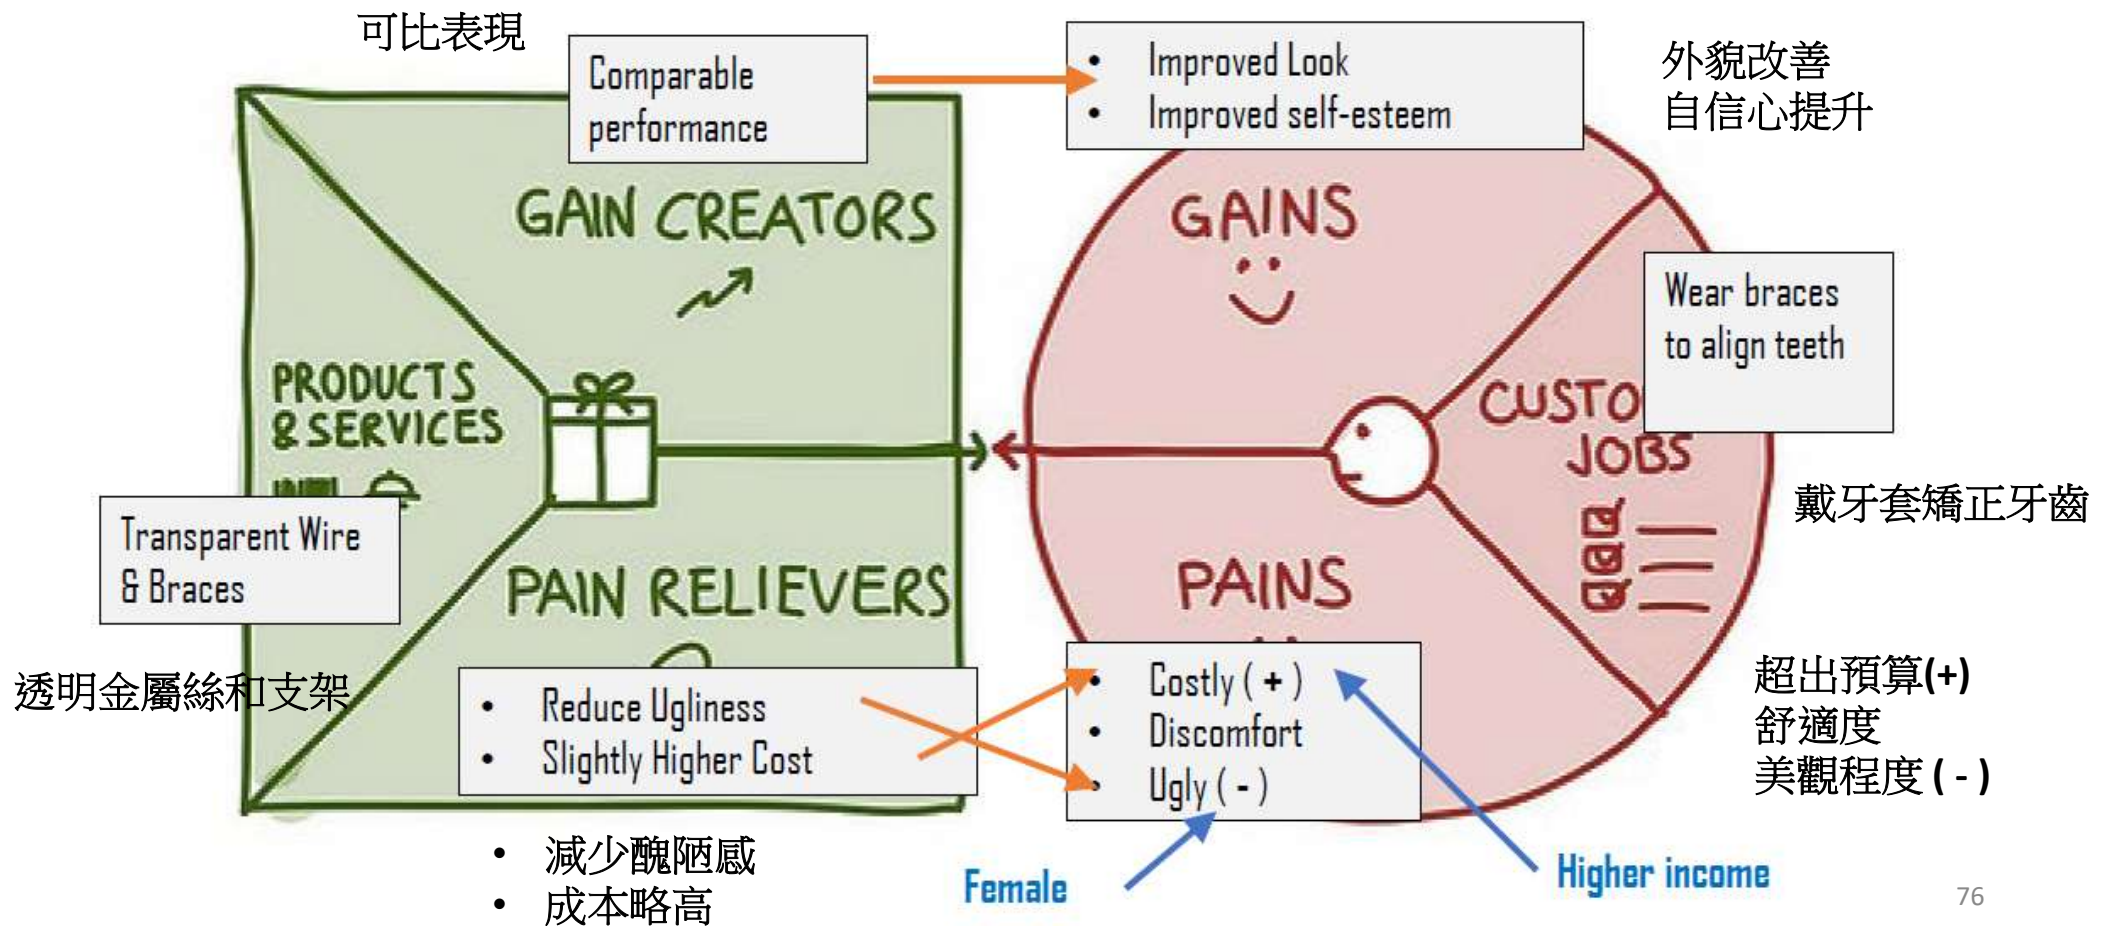 可比表現
Comparable
performance
• Improved Look
• Improved self-esteem
外貌改善
自信心提升
GAIN CREATORS
GAINS
Wear braces
to align teeth
PRODUCTS
& SERVICES
CUSTO
JOBS
Transparent Wire
& Braces
戴牙套矯正牙齒
PAIN RELIEVERS
PAINS
透明金屬絲和支架
• Reduce Ugliness
• Slightly Higher Cost
• Costly ( + )
• Discomfort
• Ugly ( - )
超出預算(+)
舒適度
美觀程度 ( - )
• 減少醜陋感
• 成本略高
Female
Higher income
76